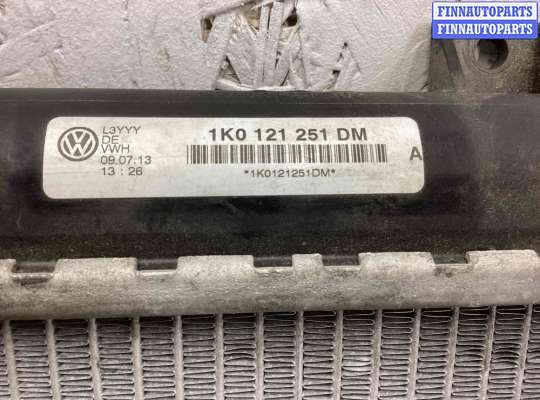 FINNAUTOPARTS
FINNAUTOPARTS
L3YYY
DE
VWH
09.07.13
13 : 26
1K0 121 251 DM
*1K0121251DM*
A